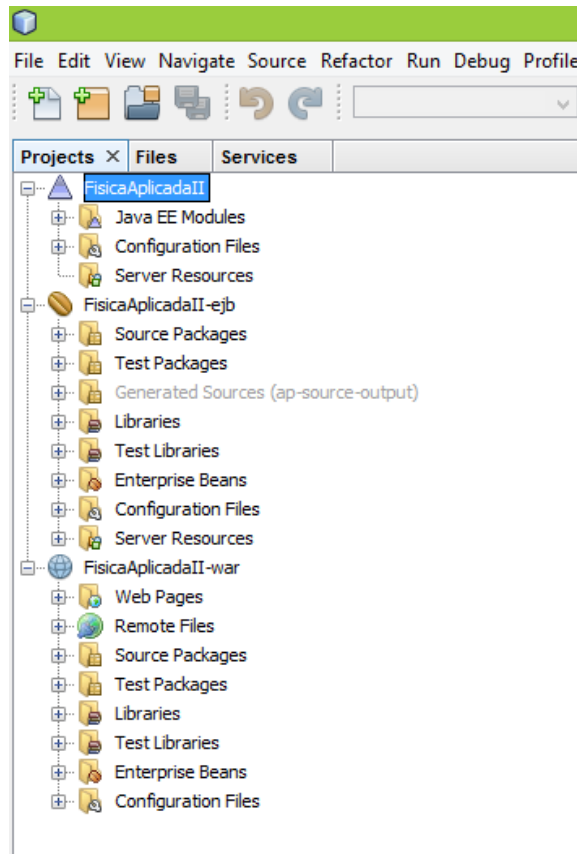 File Edit View Navigate Source Refactor Run Debug Profile
Projects Files Services
FisicaAplicadaII
Java EE Modules
Configuration Files
Server Resources
FisicaAplicadaII-ejb
Source Packages
Test Packages
Generated Sources (ap-source-output)
Libraries
Test Libraries
Enterprise Beans
Configuration Files
Server Resources
FisicaAplicadaII-war
Web Pages
Remote Files
Source Packages
Test Packages
Libraries
Test Libraries
Enterprise Beans
Configuration Files